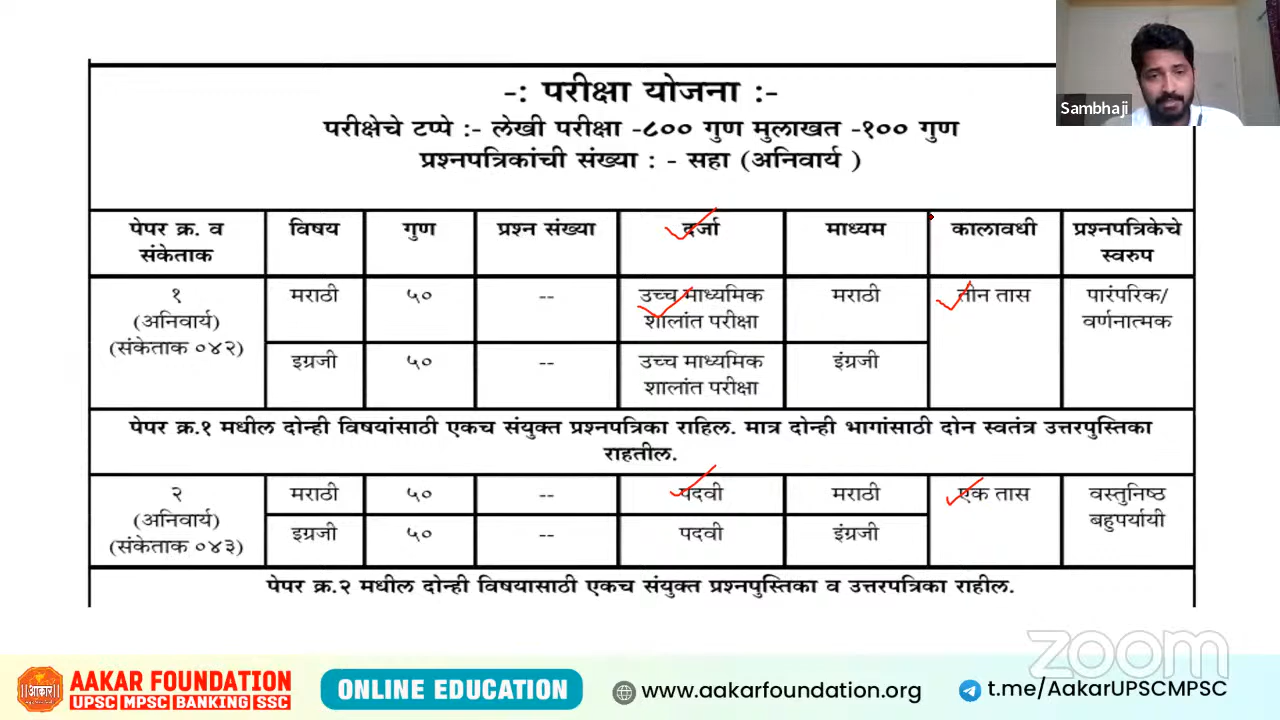 Sambhaji
-: परीक्षा योजना :-
परीक्षेचे टप्पे :- लेखी परीक्षा -८०० गुण मुलाखत -१०० गुण
प्रश्नपत्रिकांची संख्या : - सहा (अनिवार्य )
पेपर क्र. व संकेताक विषय गुण प्रश्न संख्या दर्जा माध्यम कालावधी प्रश्नपत्रिकेचे स्वरुप
१ (अनिवार्य) (संकेताक ०४२) मराठी ५० -- उच्च माध्यमिक शालांत परीक्षा मराठी तीन तास पारंपरिक/ वर्णनात्मक
इग्रजी ५० -- उच्च माध्यमिक शालांत परीक्षा इंग्रजी
पेपर क्र.१ मधील दोन्ही विषयांसाठी एकच संयुक्त प्रश्नपत्रिका राहिल. मात्र दोन्ही भागांसाठी दोन स्वतंत्र उत्तरपुस्तिका
राहतील.
२ (अनिवार्य) (संकेताक ०४३) मराठी ५० -- पदवी मराठी एक तास वस्तुनिष्ठ बहुपर्यायी
इग्रजी ५० -- पदवी इंग्रजी
पेपर क्र.२ मधील दोन्ही विषयासाठी एकच संयुक्त प्रश्नपुस्तिका व उत्तरपत्रिका राहील.
zoom
॥आकार॥ AAKAR FOUNDATION
UPSC MPSC BANKING SSC
ONLINE EDUCATION
www.aakarfoundation.org
t.me/AakarUPSCMPSC